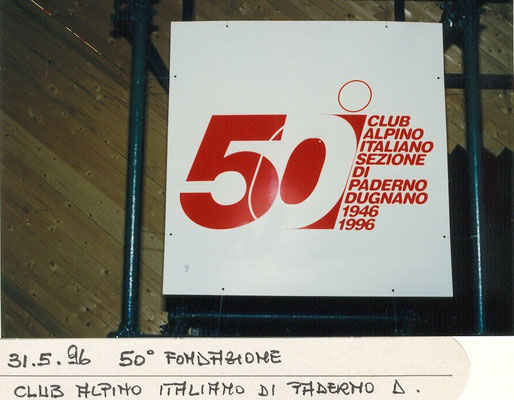 50
CLUB
ALPINO
ITALIANO
SEZIONE
DI
PADERNO
DUGNANO
1946
1996
31.5.96 50° FONDAZIONE
CLUB ALPINO ITALIANO DI PADERNO D.